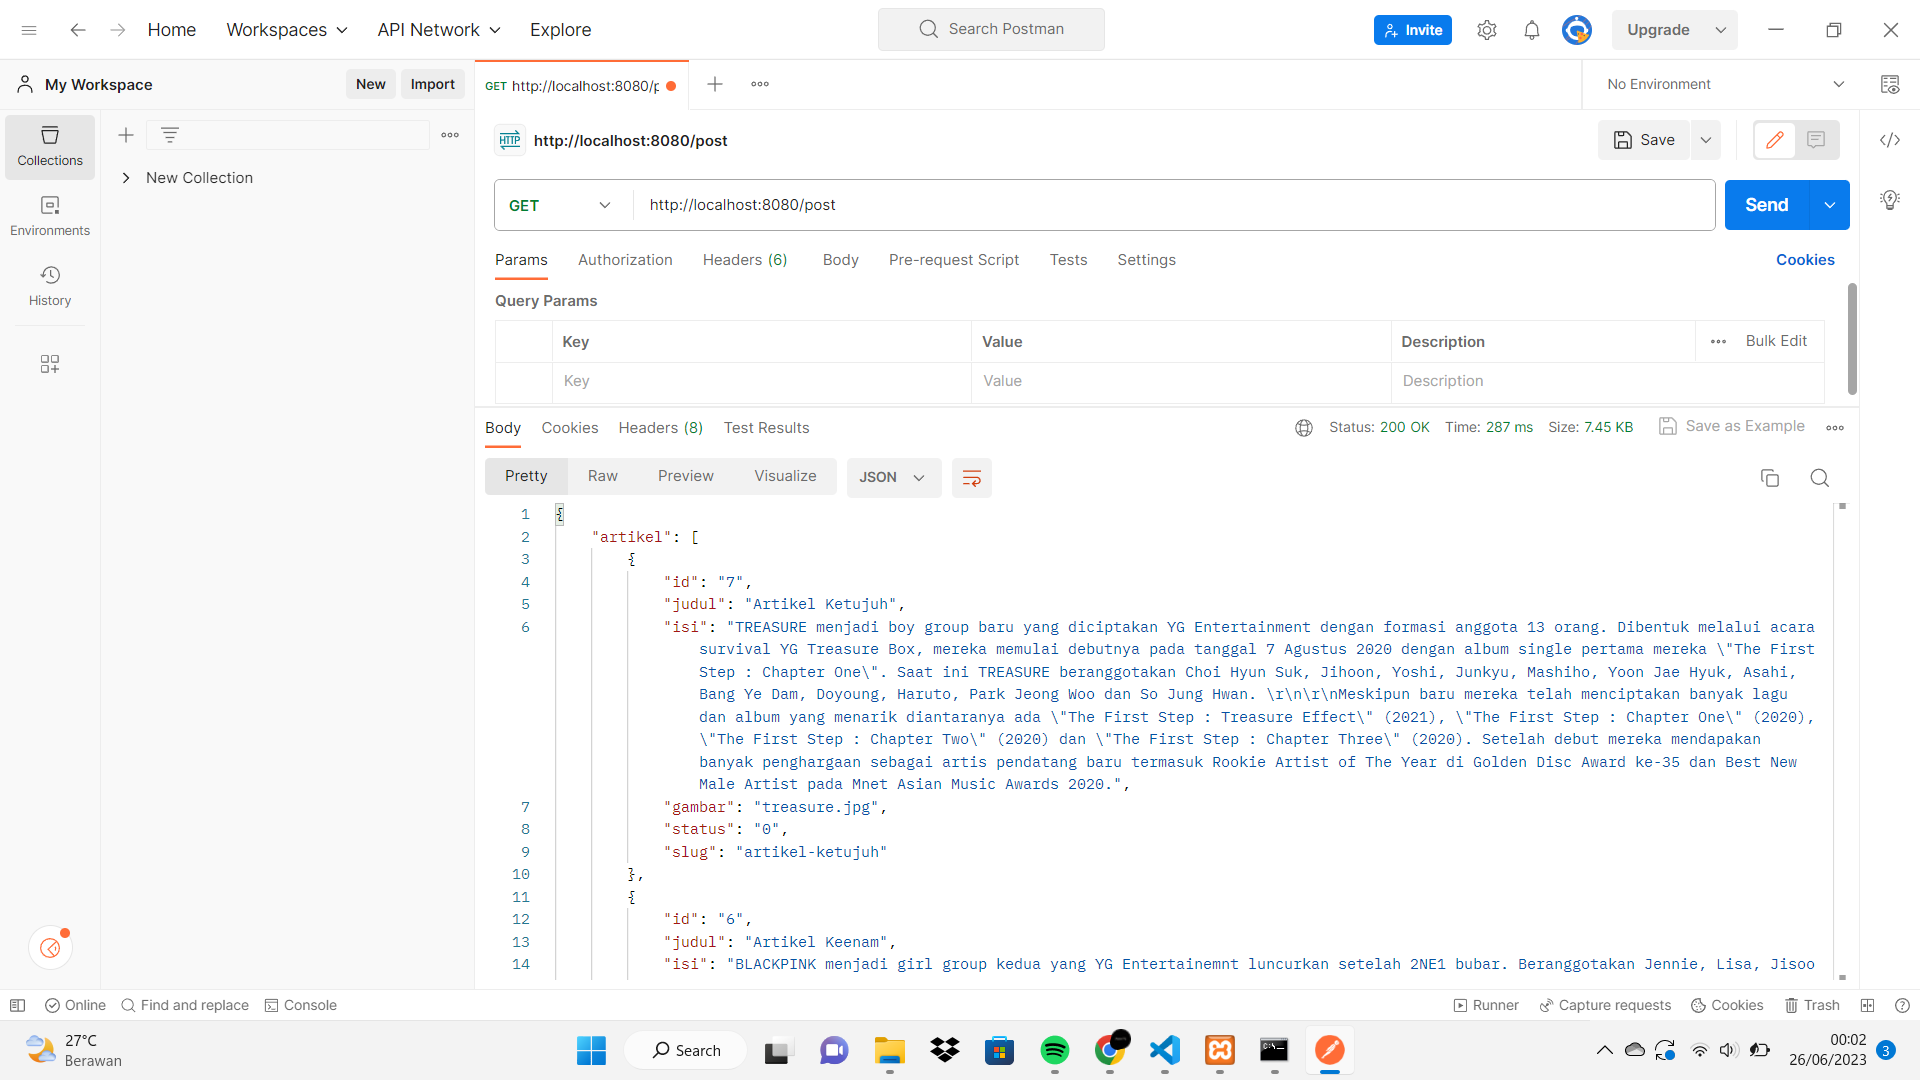 Home
Workspaces
API Network
Explore
Search Postman
Invite
Upgrade
My Workspace
New
Import
GET http://localhost:8080/p
No Environment
Collections
Environments
History
New Collection
HTTP
http://localhost:8080/post
Save
GET
http://localhost:8080/post
Send
Params
Authorization
Headers (6)
Body
Pre-request Script
Tests
Settings
Cookies
Query Params
Key
Value
Description
Bulk Edit
Key
Value
Description
Body
Cookies
Headers (8)
Test Results
Status: 200 OK
Time: 287 ms
Size: 7.45 KB
Save as Example
Pretty
Raw
Preview
Visualize
JSON
1 {
2 "artikel": [
3 {
4 "id": "7",
5 "judul": "Artikel Ketujuh",
6 "isi": "TREASURE menjadi boy group baru yang diciptakan YG Entertainment dengan formasi anggota 13 orang. Dibentuk melalui acara
survival YG Treasure Box, mereka memulai debutnya pada tanggal 7 Agustus 2020 dengan album single pertama mereka \"The First
Step : Chapter One\". Saat ini TREASURE beranggotakan Choi Hyun Suk, Jihoon, Yoshi, Junkyu, Mashiho, Yoon Jae Hyuk, Asahi,
Bang Ye Dam, Doyoung, Haruto, Park Jeong Woo dan So Jung Hwan. \r\n\r\nMeskipun baru mereka telah menciptakan banyak lagu
dan album yang menarik diantaranya ada \"The First Step : Treasure Effect\" (2021), \"The First Step : Chapter One\" (2020),
\"The First Step : Chapter Two\" (2020) dan \"The First Step : Chapter Three\" (2020). Setelah debut mereka mendapakan
banyak penghargaan sebagai artis pendatang baru termasuk Rookie Artist of The Year di Golden Disc Award ke-35 dan Best New
Male Artist pada Mnet Asian Music Awards 2020.",
7 "gambar": "treasure.jpg",
8 "status": "0",
9 "slug": "artikel-ketujuh"
10 },
11 {
12 "id": "6",
13 "judul": "Artikel Keenam",
14 "isi": "BLACKPINK menjadi girl group kedua yang YG Entertainemnt luncurkan setelah 2NE1 bubar. Beranggotakan Jennie, Lisa, Jisoo
Online
Find and replace
Console
Runner
Capture requests
Cookies
Trash
27°C
Berawan
Search
00:02
26/06/2023
3